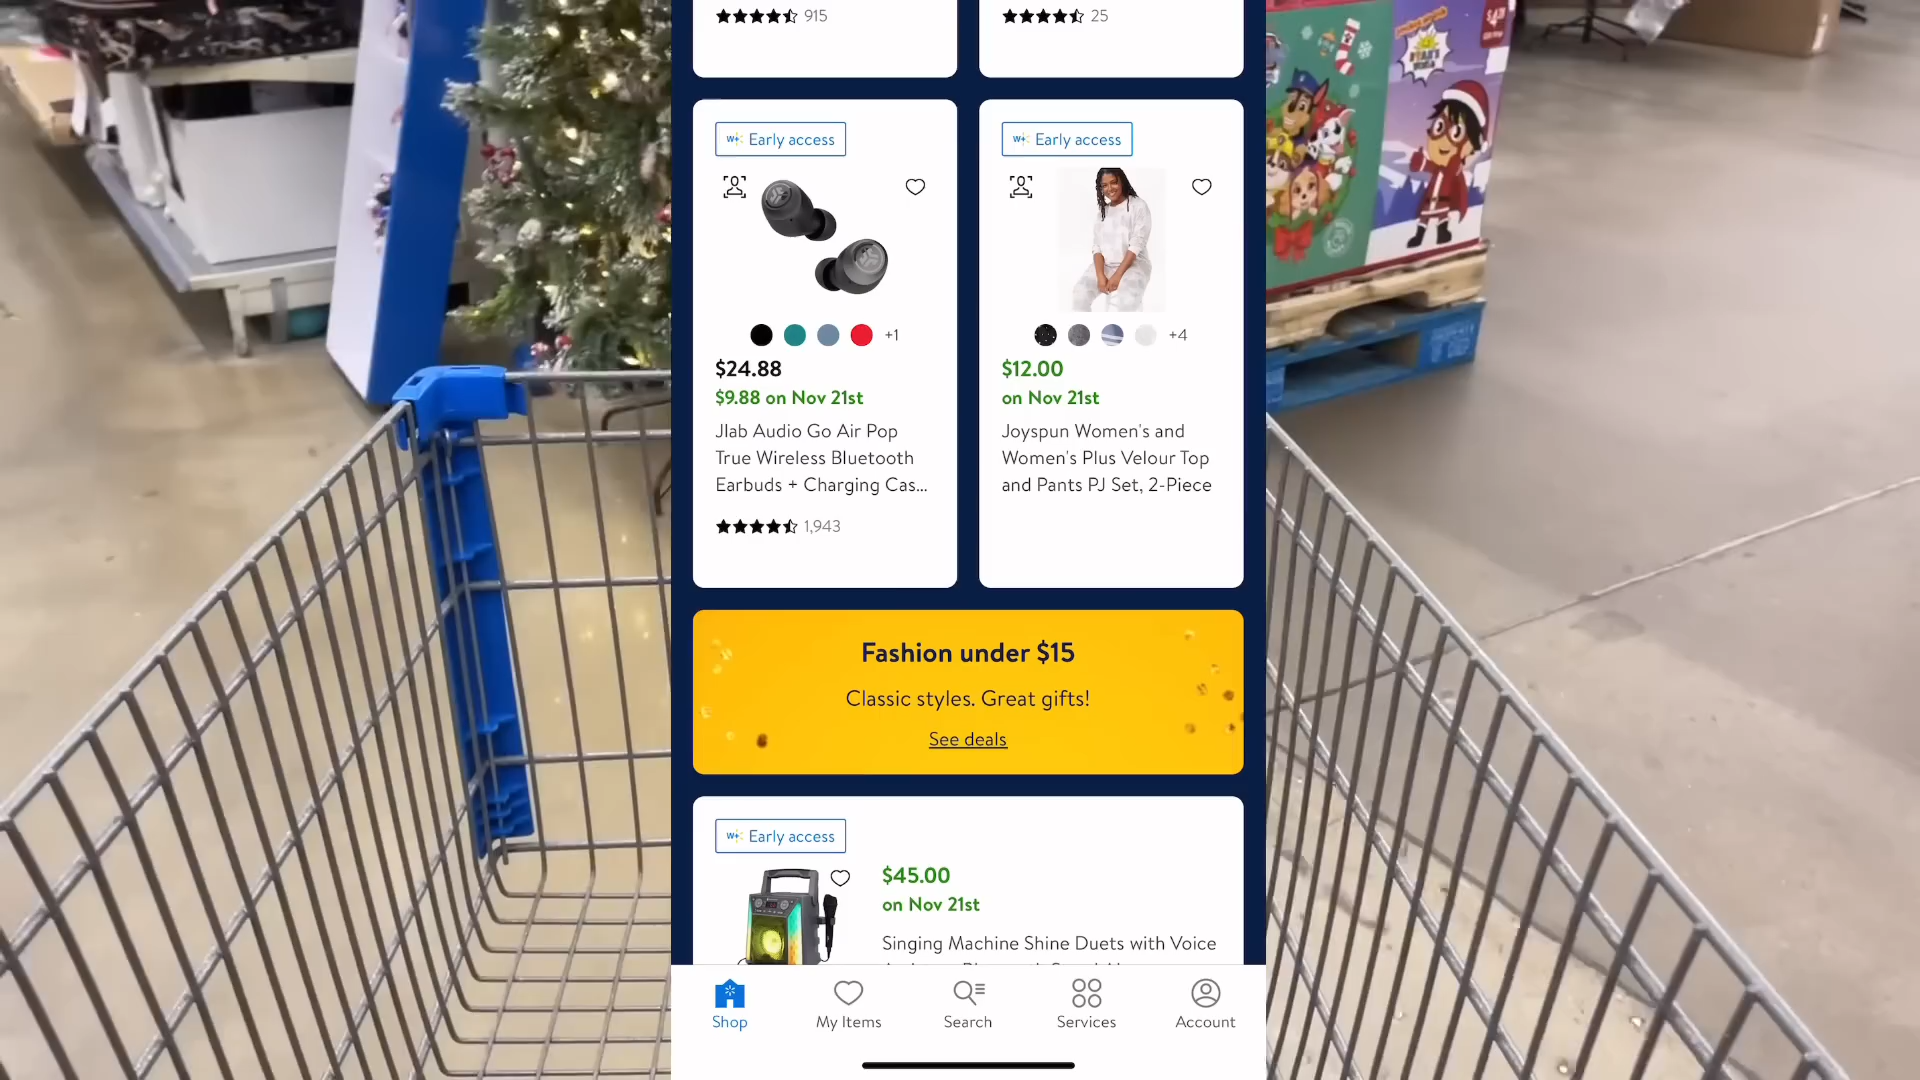 915
25
W+ Early access
W+ Early access
+1
+4
$24.88
$9.88 on Nov 21st
Jlab Audio Go Air Pop
True Wireless Bluetooth
Earbuds + Charging Cas...
1,943
$12.00
on Nov 21st
Joyspun Women's and
Women's Plus Velour Top
and Pants PJ Set, 2-Piece
Fashion under $15
Classic styles. Great gifts!
See deals
W+ Early access
$45.00
on Nov 21st
Singing Machine Shine Duets with Voice
Shop
My Items
Search
Services
Account